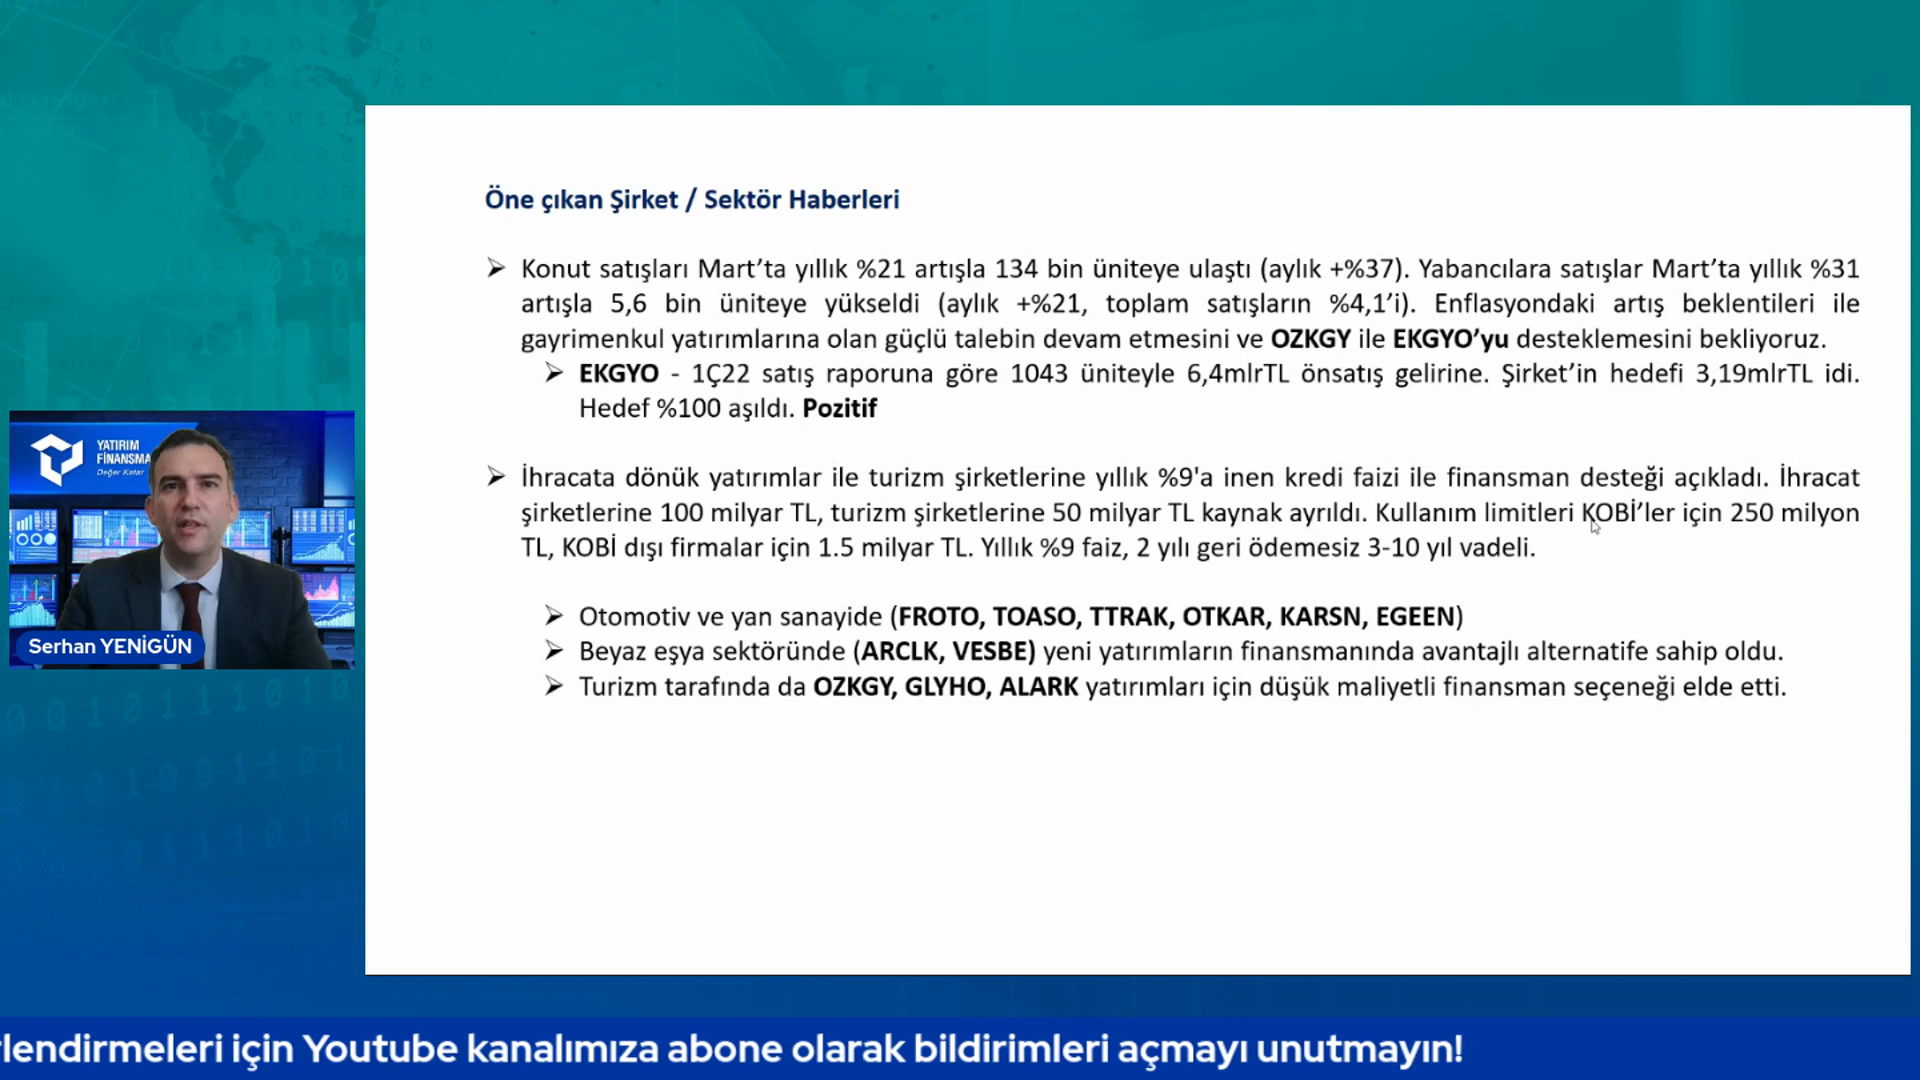 Öne çıkan Şirket / Sektör Haberleri
Konut satışları Mart’ta yıllık %21 artışla 134 bin üniteye ulaştı (aylık +%37). Yabancılara satışlar Mart’ta yıllık %31
artışla 5,6 bin üniteye yükseldi (aylık +%21, toplam satışların %4,1’i). Enflasyondaki artış beklentileri ile
gayrimenkul yatırımlarına olan güçlü talebin devam etmesini ve OZKGY ile EKGYO’yu desteklemesini bekliyoruz.
EKGYO - 1Ç22 satış raporuna göre 1043 üniteyle 6,4mlrTL önsatış gelirine. Şirket’in hedefi 3,19mlrTL idi.
Hedef %100 aşıldı. Pozitif
İhracata dönük yatırımlar ile turizm şirketlerine yıllık %9'a inen kredi faizi ile finansman desteği açıkladı. İhracat
şirketlerine 100 milyar TL, turizm şirketlerine 50 milyar TL kaynak ayrıldı. Kullanım limitleri KOBİ’ler için 250 milyon
TL, KOBİ dışı firmalar için 1.5 milyar TL. Yıllık %9 faiz, 2 yılı geri ödemesiz 3-10 yıl vadeli.
Otomotiv ve yan sanayide (FROTO, TOASO, TTRAK, OTKAR, KARSN, EGEEN)
Beyaz eşya sektöründe (ARCLK, VESBE) yeni yatırımların finansmanında avantajlı alternatife sahip oldu.
Turizm tarafında da OZKGY, GLYHO, ALARK yatırımları için düşük maliyetli finansman seçeneği elde etti.
YATIRIM
FİNANSMA
Değer Katar
Serhan YENİGÜN
lendirmeleri için Youtube kanalımıza abone olarak bildirimleri açmayı unutmayın!